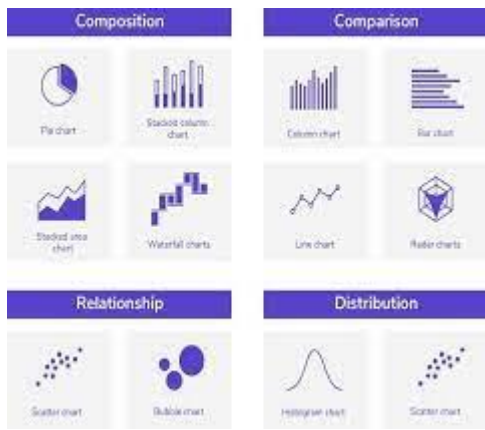 Composition
Comparison
Pie chart
Stacked column
chart
Column chart
Bar chart
Stacked area
chart
Waterfall charts
Line chart
Radar charts
Relationship
Distribution
Scatter chart
Bubble chart
Histogram chart
Scatter chart